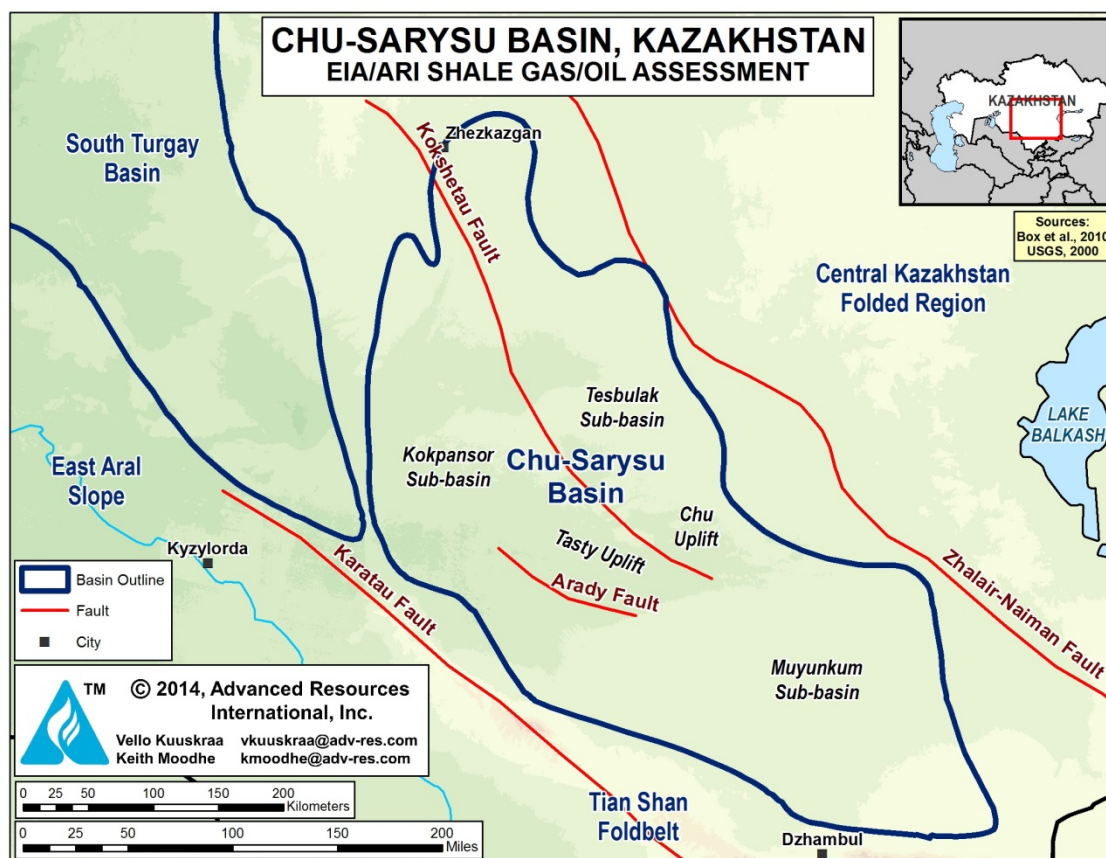 CHU-SARYSU BASIN, KAZAKHSTAN
EIA/ARI SHALE GAS/OIL ASSESSMENT
KAZAKHSTAN
Sources:
Box et al., 2010
USGS, 2000
South Turgay
Basin
Zhezkazgan
Kokshetau Fault
Central Kazakhstan
Folded Region
Tesbulak
Sub-basin
LAKE
BALKASH
Kokpansor
Sub-basin
Chu-Sarysu
Basin
East Aral
Slope
Chu
Uplift
Tasty Uplift
Kyzylorda
Karatau Fault
Arady Fault
Zhalair-Naiman Fault
Basin Outline
Fault
City
Muyunkum
Sub-basin
TM
© 2014, Advanced Resources
International, Inc.
Vello Kuuskraa vkuuskraa@adv-res.com
Keith Moodhe kmoodhe@adv-res.com
0 25 50 100 150 200
Kilometers
0 25 50 100 150 200
Miles
Tian Shan
Foldbelt
Dzhambul